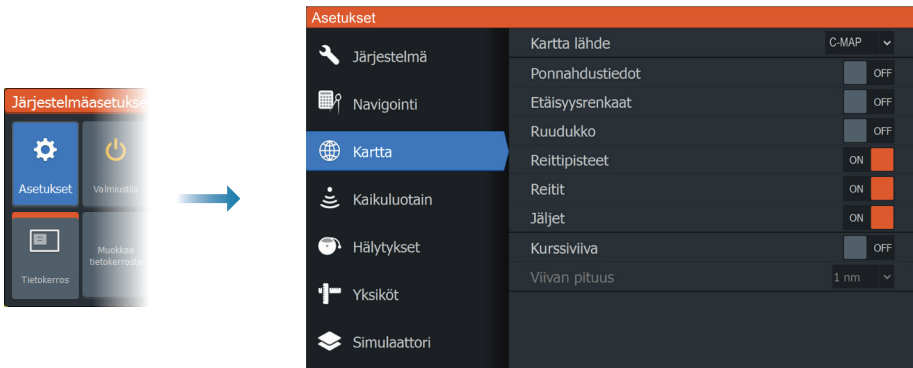 Järjestelmäasetukse
Asetukset
Valmiustila
Tietokerros
Muokkaa
tietokerrosta
Asetukset
Järjestelmä
Navigointi
Kartta
Kaikuluotain
Hälytykset
Yksiköt
Simulaattori
Kartta lähde C-MAP
Ponnahdustiedot OFF
Etäisyysrenkaat OFF
Ruudukko OFF
Reittipisteet ON
Reitit ON
Jäljet ON
Kurssiviiva OFF
Viivan pituus 1 nm